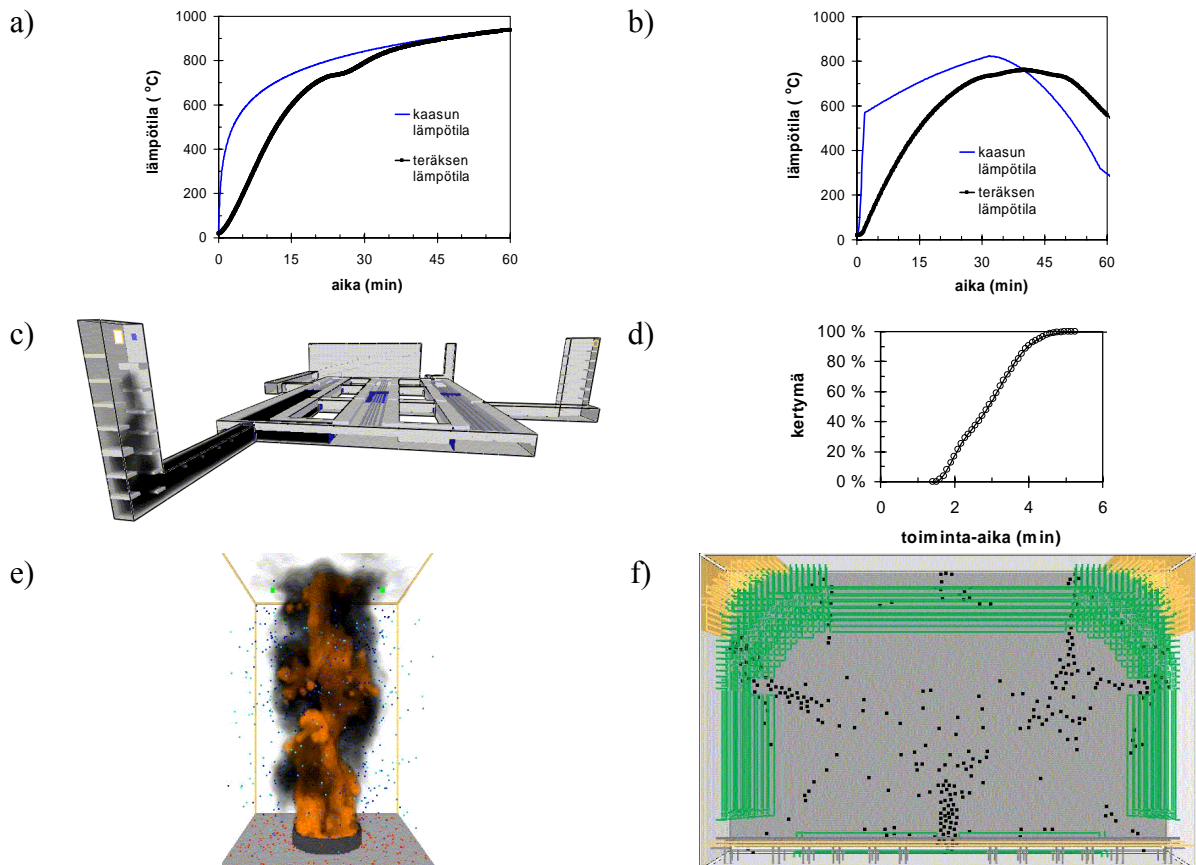 a)
lämpötila ( °C)
1000
800
600
400
200
0
0 15 30 45 60
aika (min)
kaasun
lämpötila
teräksen
lämpötila
b)
lämpötila ( °C)
1000
800
600
400
200
0
0 15 30 45 60
aika (min)
kaasun
lämpötila
teräksen
lämpötila
c)
d)
kertymä
100 %
80 %
60 %
40 %
20 %
0 %
0 2 4 6
toiminta-aika (min)
e)
f)